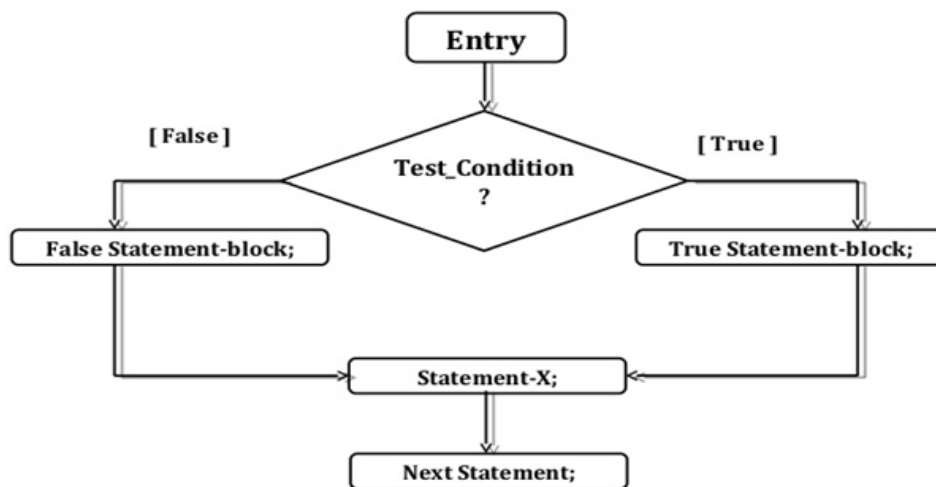 Entry
[ False ]
[ True ]
Test_Condition
?
False Statement-block;
True Statement-block;
Statement-X;
Next Statement;